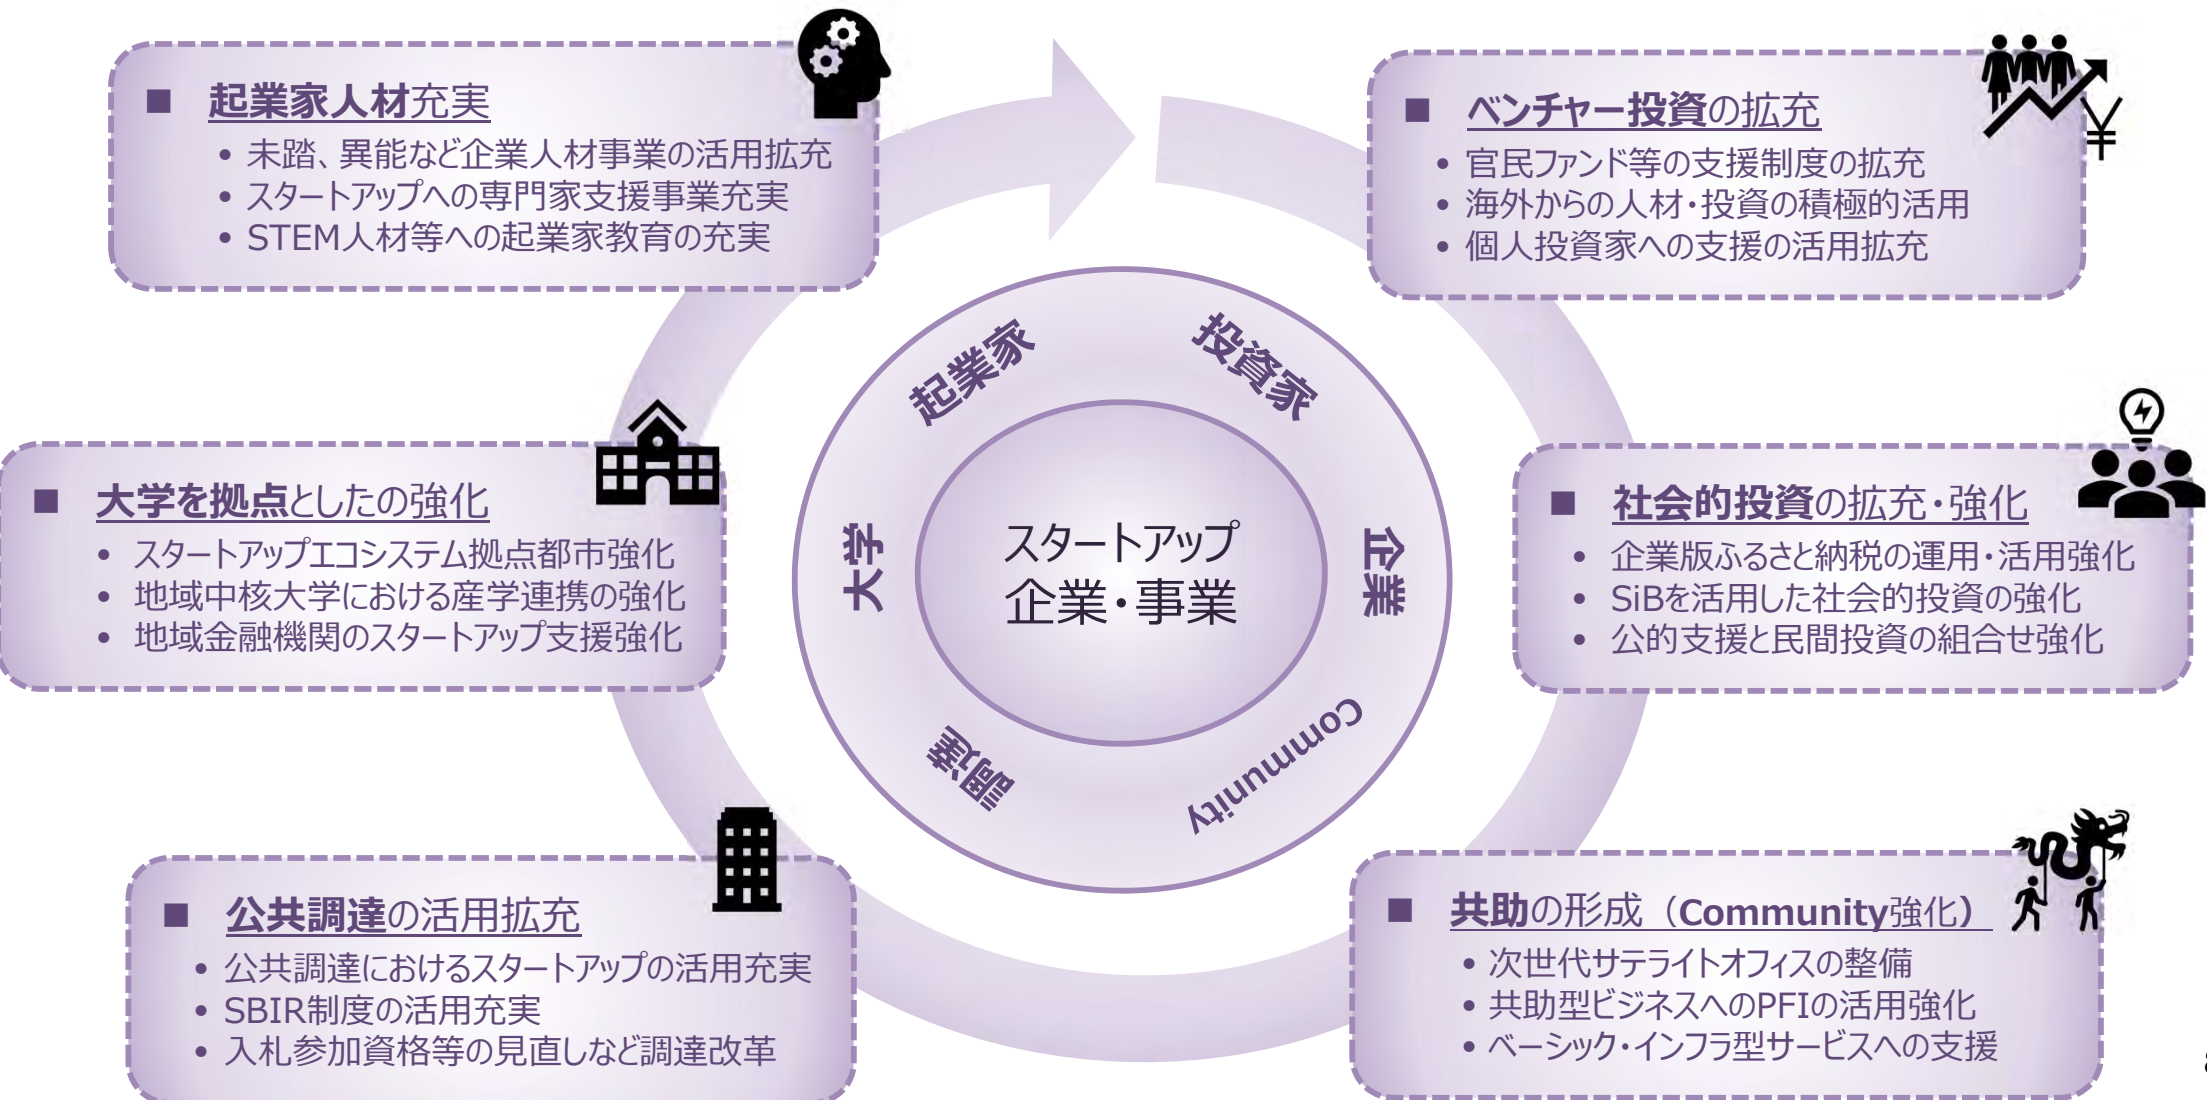 ■ 起業家人材充実
• 未踏、異能など企業人材事業の活用拡充
• スタートアップへの専門家支援事業充実
• STEM人材等への起業家教育の充実
■ ベンチャー投資の拡充
• 官民ファンド等の支援制度の拡充
• 海外からの人材・投資の積極的活用
• 個人投資家への支援の活用拡充
■ 大学を拠点としたの強化
• スタートアップエコシステム拠点都市強化
• 地域中核大学における産学連携の強化
• 地域金融機関のスタートアップ支援強化
起業家
投資家
大学
企業
調達
Community
スタートアップ
企業・事業
■ 社会的投資の拡充・強化
• 企業版ふるさと納税の運用・活用強化
• SiBを活用した社会的投資の強化
• 公的支援と民間投資の組合せ強化
■ 公共調達の活用拡充
• 公共調達におけるスタートアップの活用充実
• SBIR制度の活用充実
• 入札参加資格等の見直しなど調達改革
■ 共助の形成（Community強化）
• 次世代サテライトオフィスの整備
• 共助型ビジネスへのPFIの活用強化
• ベーシック・インフラ型サービスへの支援
¥